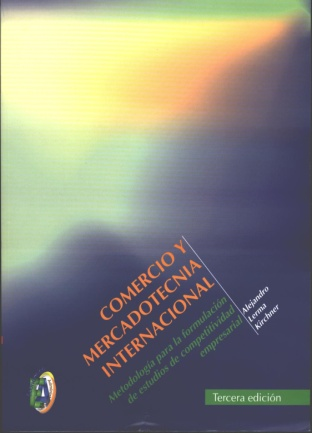 COMERCIO Y
MERCADOTECNIA
INTERNACIONAL
Metodología para la formulación
de estudios de competitividad
empresarial
Alejandro
Lerma
Kirchner
Tercera edición